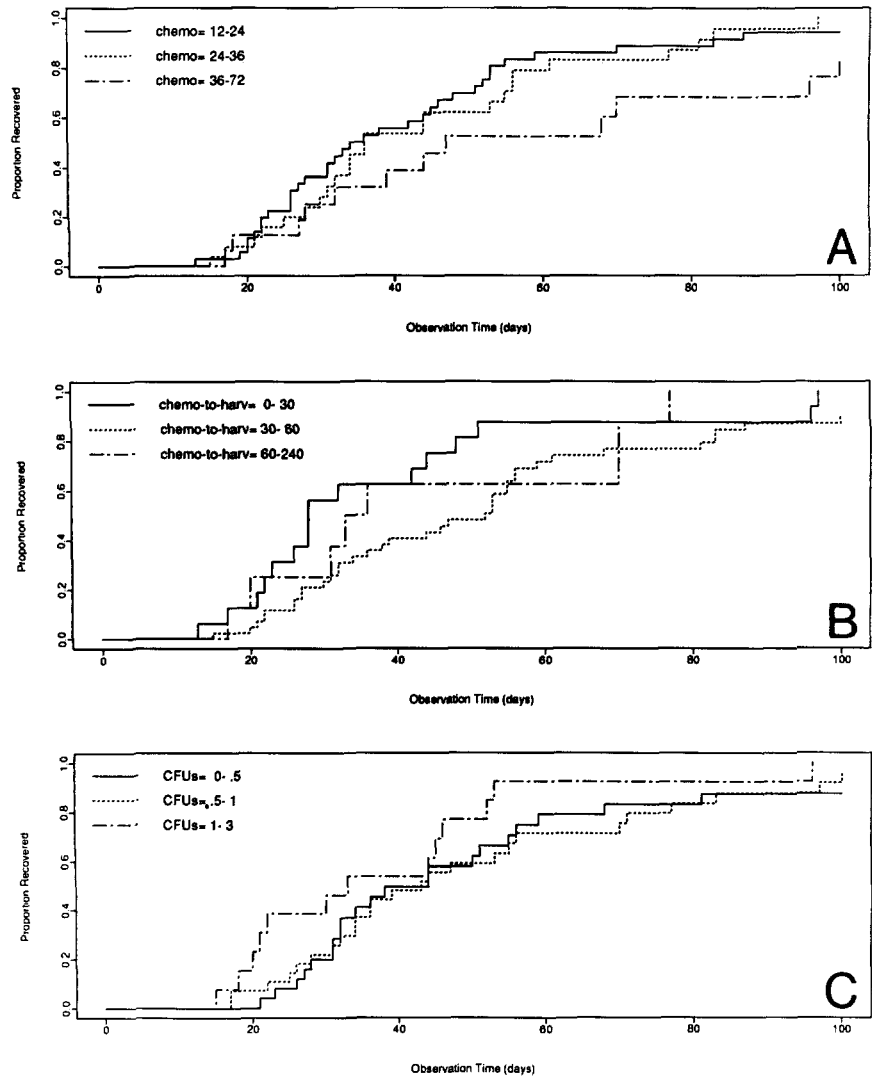 chemo= 12-24
chemo= 24-36
chemo= 36-72
Proportion Recovered
0.0 0.2 0.4 0.6 0.8 1.0
0 20 40 60 80 100
Observation Time (days)
A
chemo-to-harv= 0- 30
chemo-to-harv= 30- 60
chemo-to-harv= 60-240
Proportion Recovered
0.0 0.2 0.4 0.6 0.8 1.0
0 20 40 60 80 100
Observation Time (days)
B
CFUs= 0- .5
CFUs= .5- 1
CFUs= 1- 3
Proportion Recovered
0.0 0.2 0.4 0.6 0.8 1.0
0 20 40 60 80 100
Observation Time (days)
C